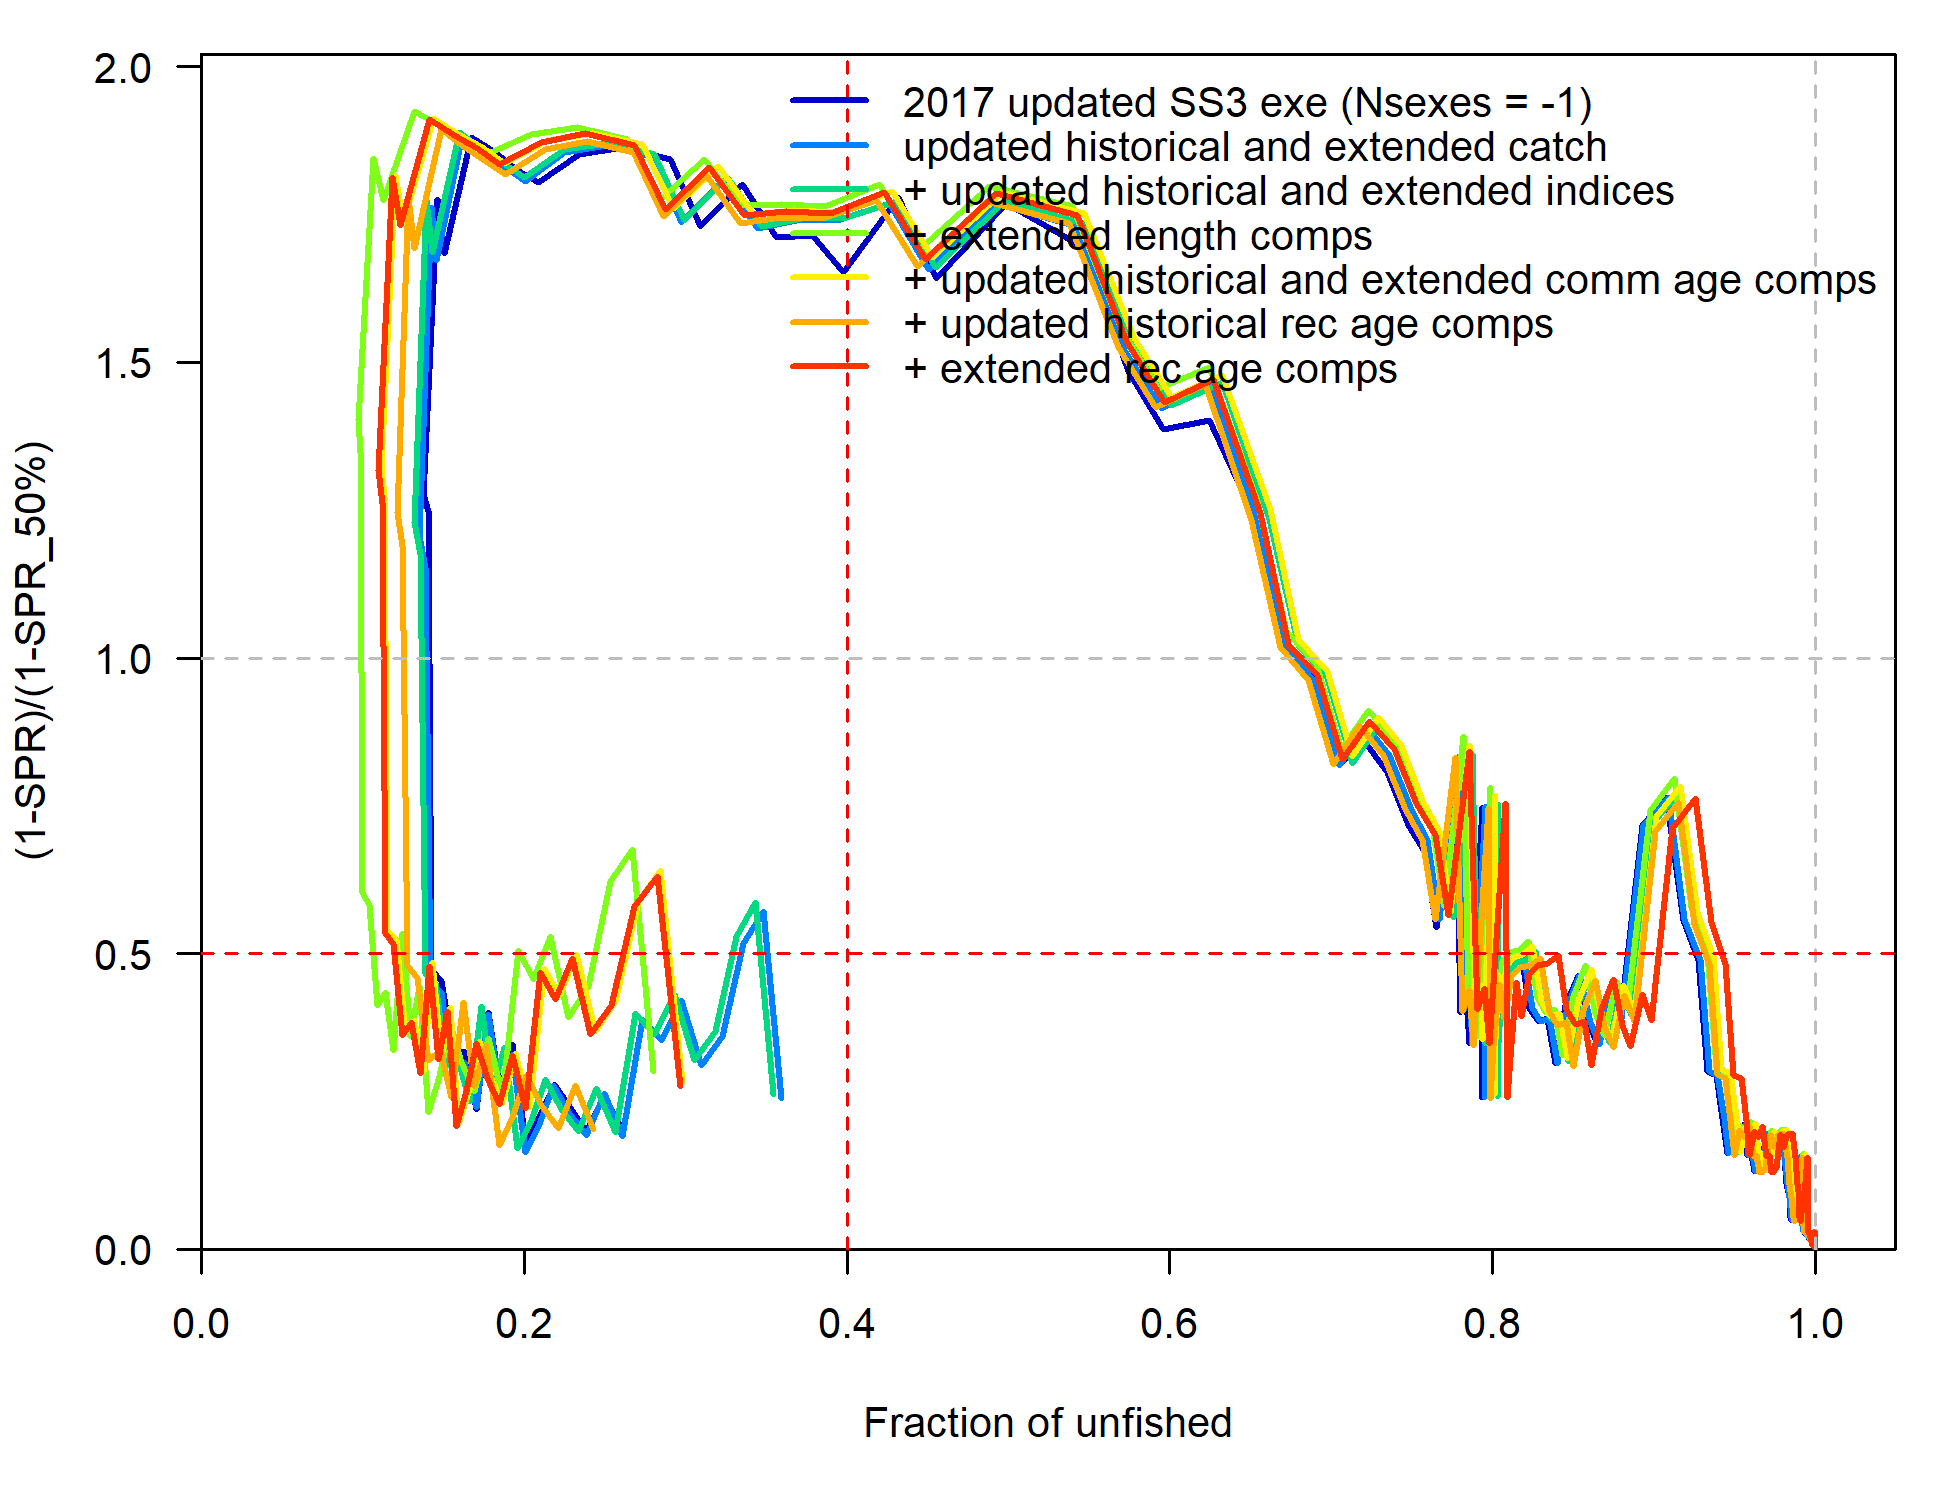 2.0
1.5
1.0
0.5
0.0
(1-SPR)/(1-SPR_50%)
2017 updated SS3 exe (Nsexes = -1)
updated historical and extended catch
+ updated historical and extended indices
+ extended length comps
+ updated historical and extended comm age comps
+ updated historical rec age comps
+ extended rec age comps
0.0 0.2 0.4 0.6 0.8 1.0
Fraction of unfished